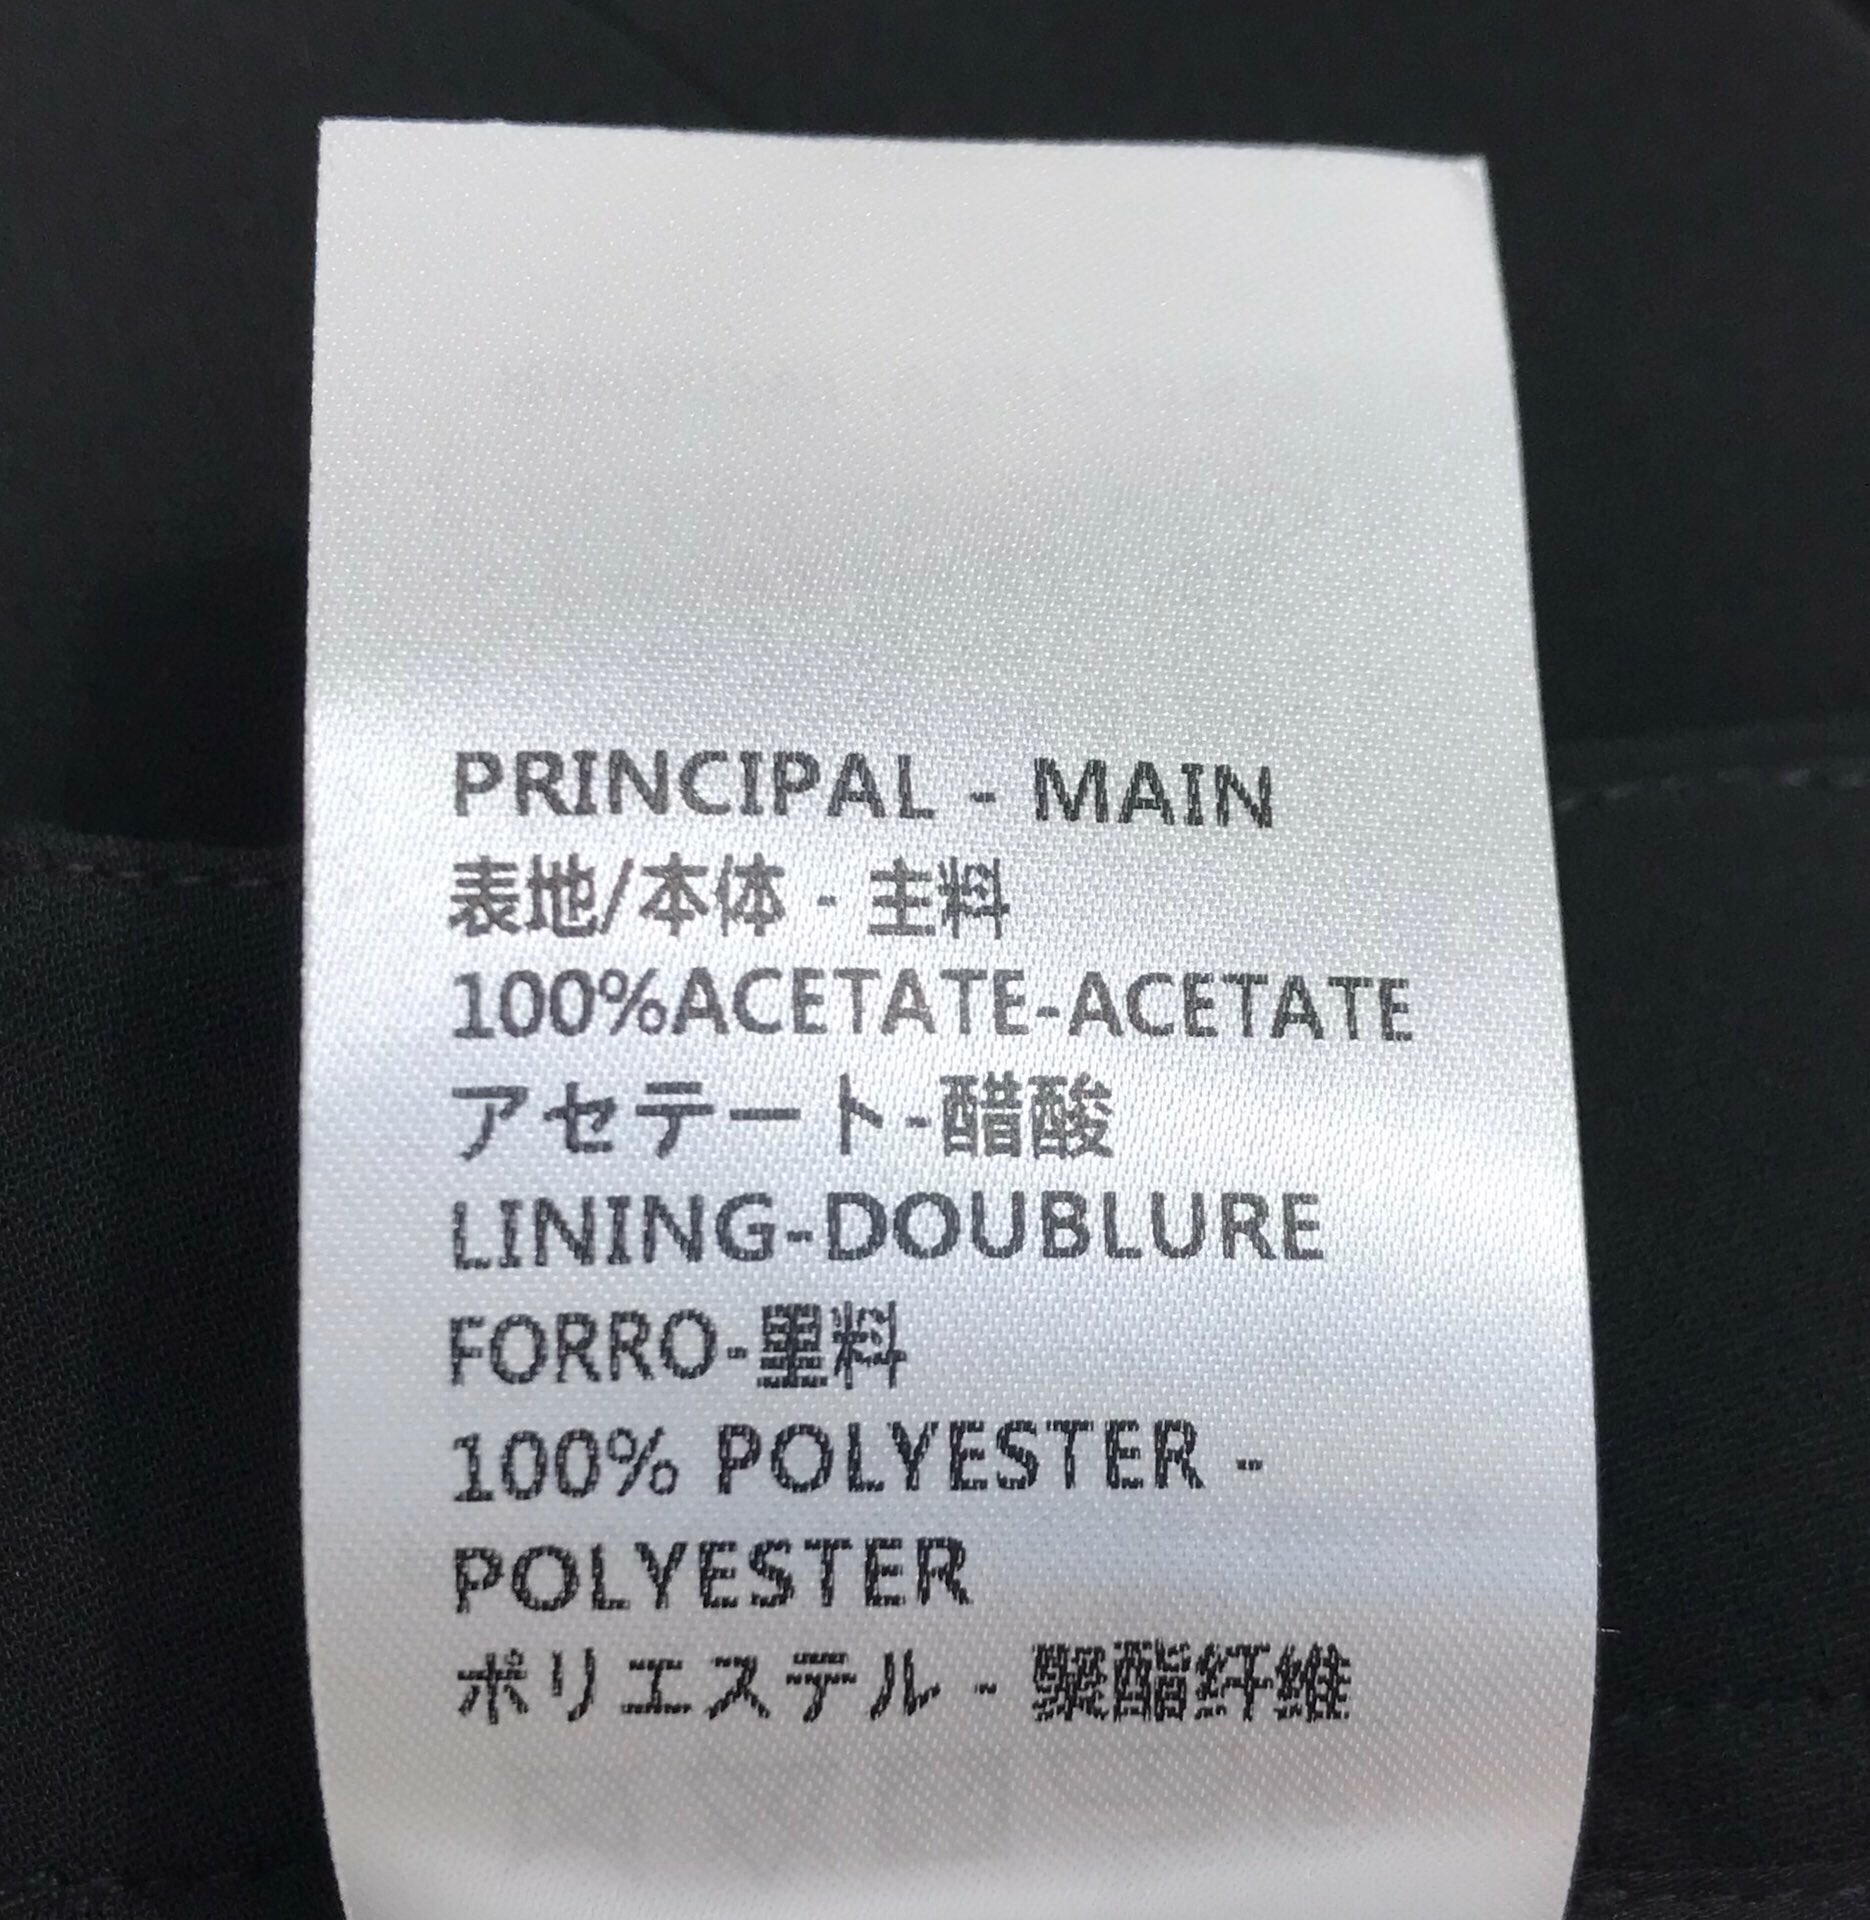 PRINCIPAL - MAIN
表地/本体 - 主料
100%ACETATE-ACETATE
アセテート-醋酸
LINING-DOUBLURE
FORRO-里料
100% POLYESTER -
POLYESTER
ポリエステル - 聚酯纤维